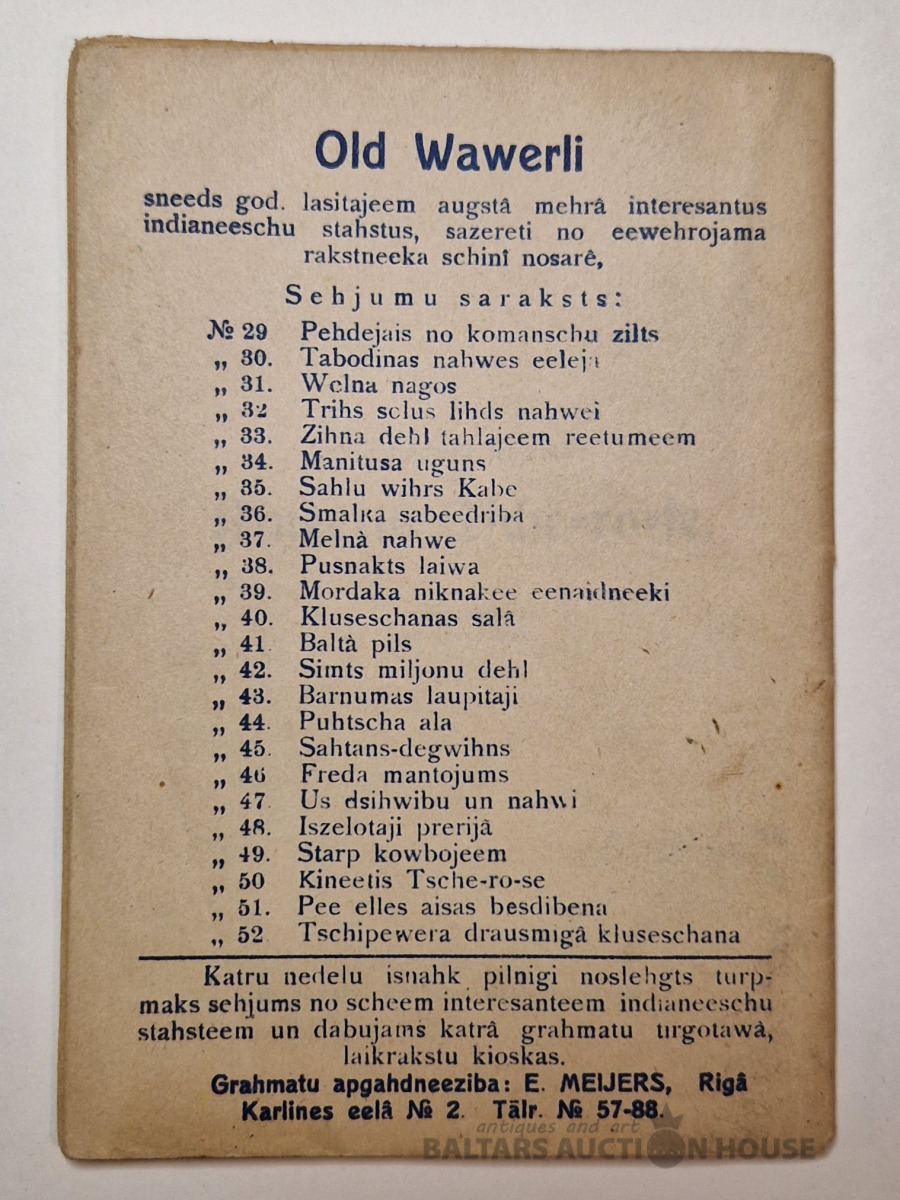 Old Wawerli
sneeds god. lasitajeem augstâ mehrâ interesantus
indianeeschu stahstus, sazereti no eewehrojama
rakstneeka schinî nosarê,
Sehjumu saraksts:
№ 29 Pehdejais no komanschu zilts
„ 30. Tabodinas nahwes eeleja
„ 31. Welna nagos
„ 32 Trihs solus lihds nahwei
„ 33. Zihna dehl tahlajeem reetumeem
„ 34. Manitusa uguns
„ 35. Sahlu wihrs Kabe
„ 36. Smalka sabeedriba
„ 37. Melnà nahwe
„ 38. Pusnakts laiwa
„ 39. Mordaka niknakee eenaidneeki
„ 40. Kluseschanas salâ
„ 41. Baltà pils
„ 42. Simts miljonu dehl
„ 43. Barnumas laupitaji
„ 44. Puhtscha ala
„ 45. Sahtans-degwihns
„ 46 Freda mantojums
„ 47. Us dsihwibu un nahwi
„ 48. Iszelotaji prerijâ
„ 49. Starp kowbojeem
„ 50 Kineetis Tsche-ro-se
„ 51. Pee elles aisas besdibena
„ 52 Tschipewera drausmigâ kluseschana
Katru nedelu isnahk pilnigi noslehgts turp-
maks sehjums no scheem interesanteem indianeeschu
stahsteem un dabujams katrâ grahmatu tirgotawà,
laikrakstu kioskas.
Grahmatu apgahdneeziba: E. MEIJERS, Rigâ
Karlines eelâ № 2. Tālr. № 57-88.
antiques and art
BALTARS AUCTION HOUSE